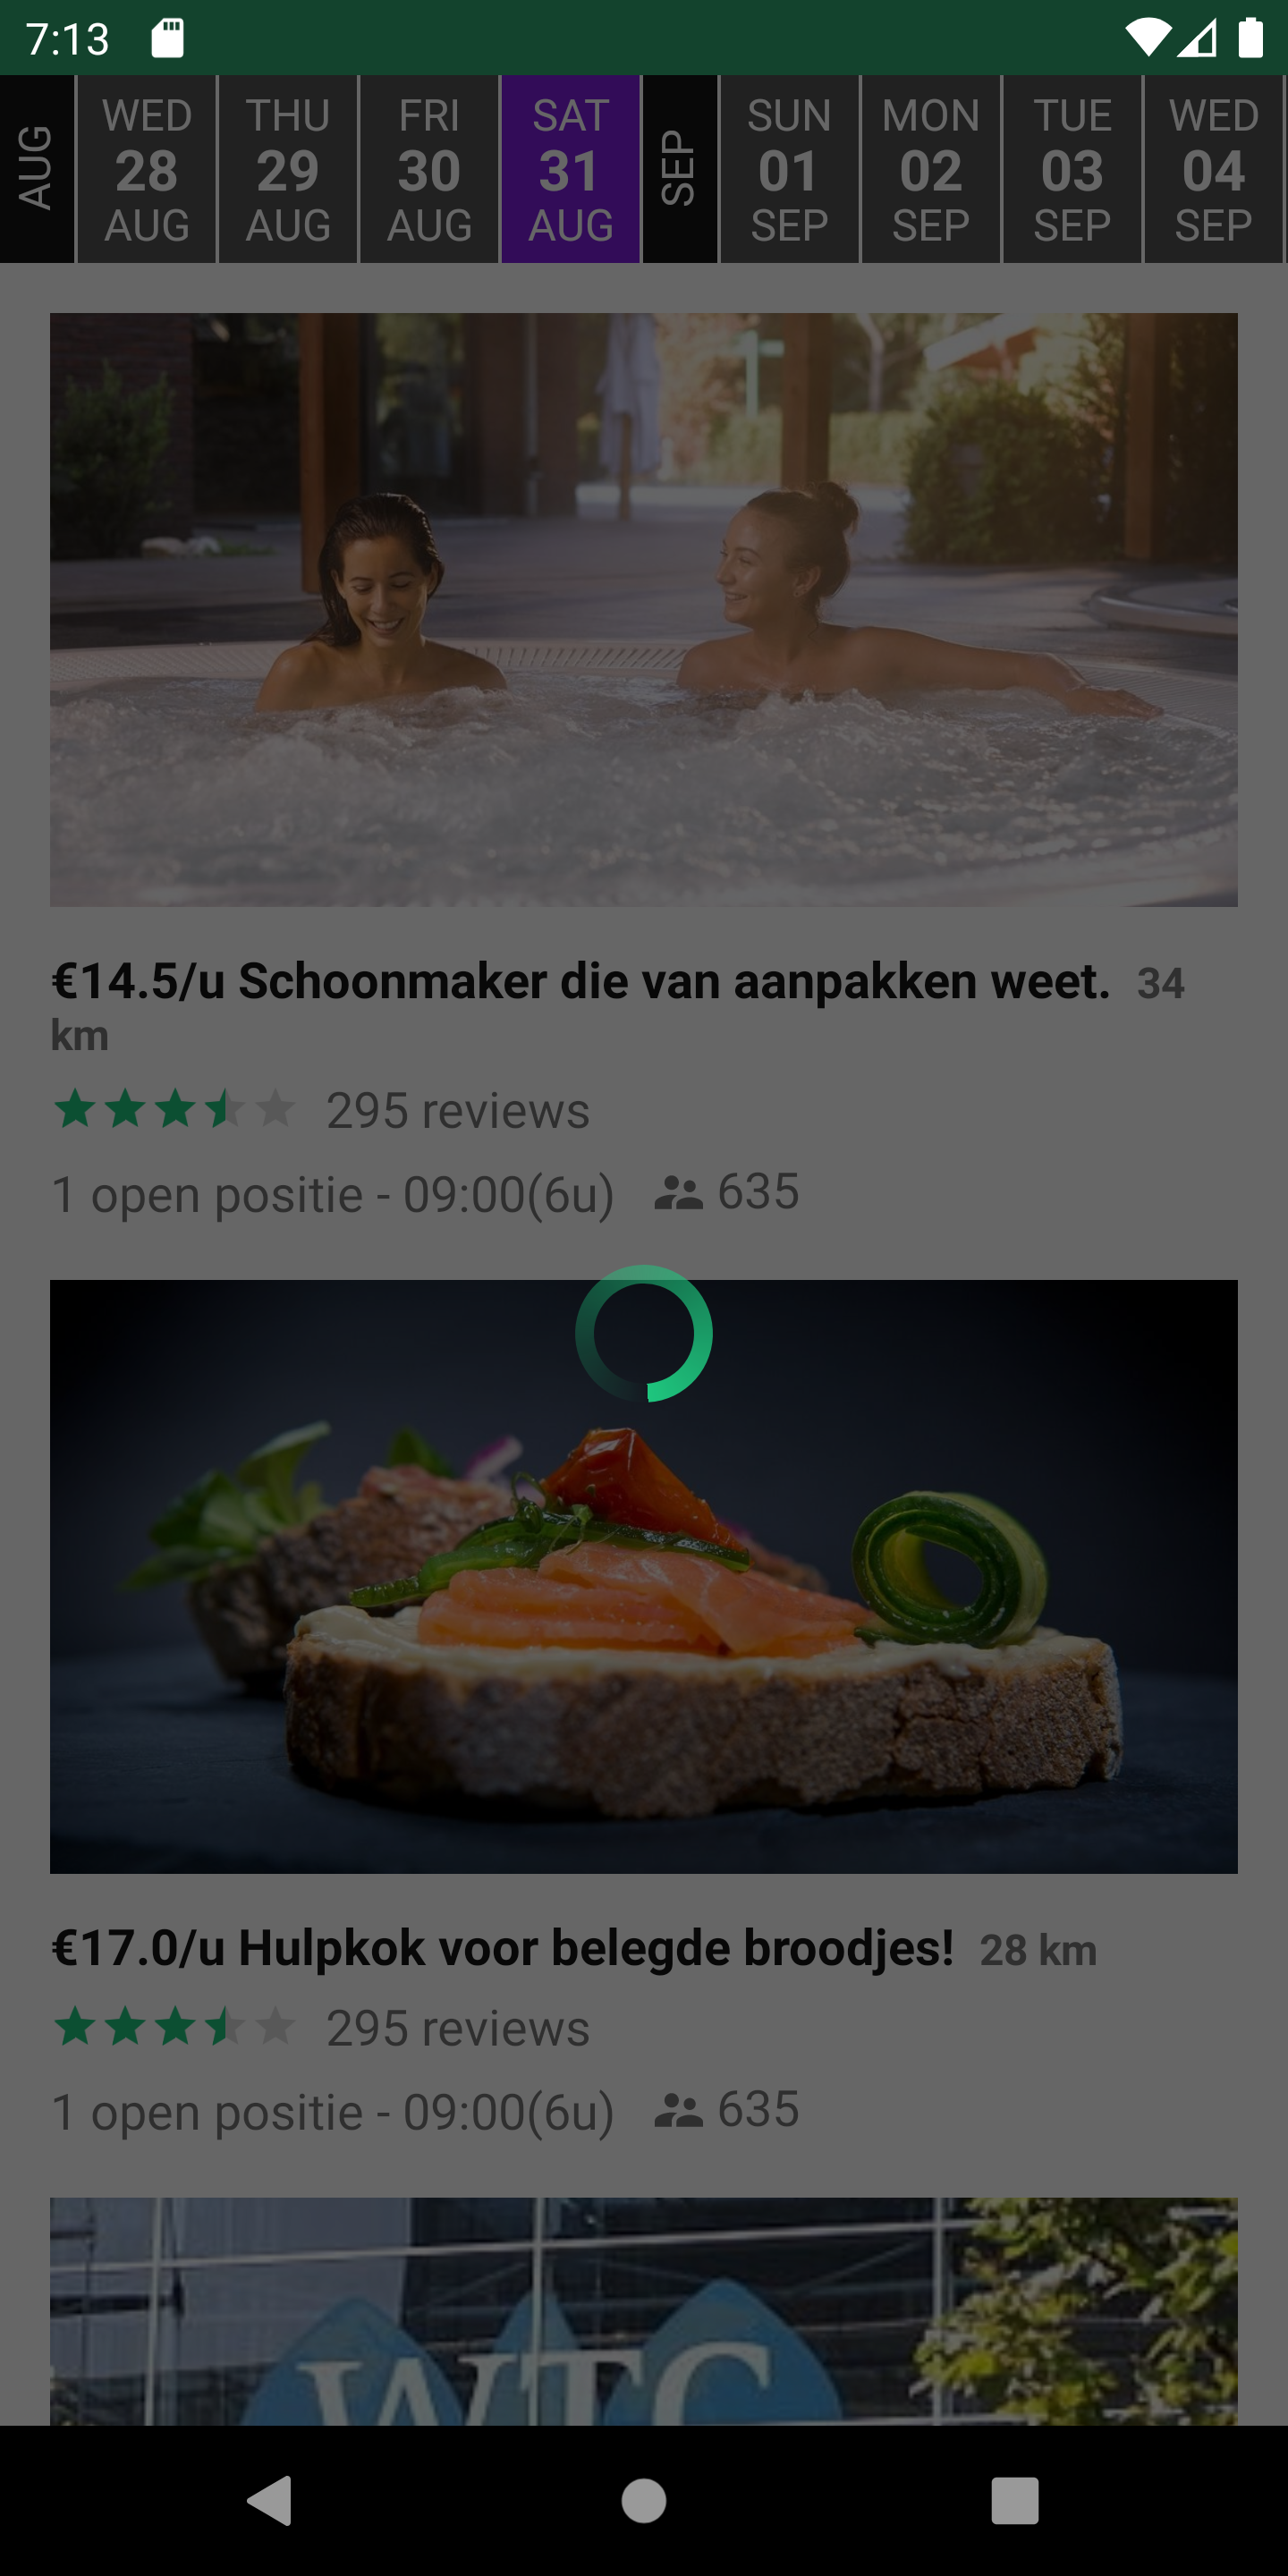 7:13
AUG
WED
28
AUG
THU
29
AUG
FRI
30
AUG
SAT
31
AUG
SEP
SUN
01
SEP
MON
02
SEP
TUE
03
SEP
WED
04
SEP
€14.5/u Schoonmaker die van aanpakken weet. 34
km
295 reviews
1 open positie - 09:00(6u) 635
€17.0/u Hulpkok voor belegde broodjes! 28 km
295 reviews
1 open positie - 09:00(6u) 635
WTC